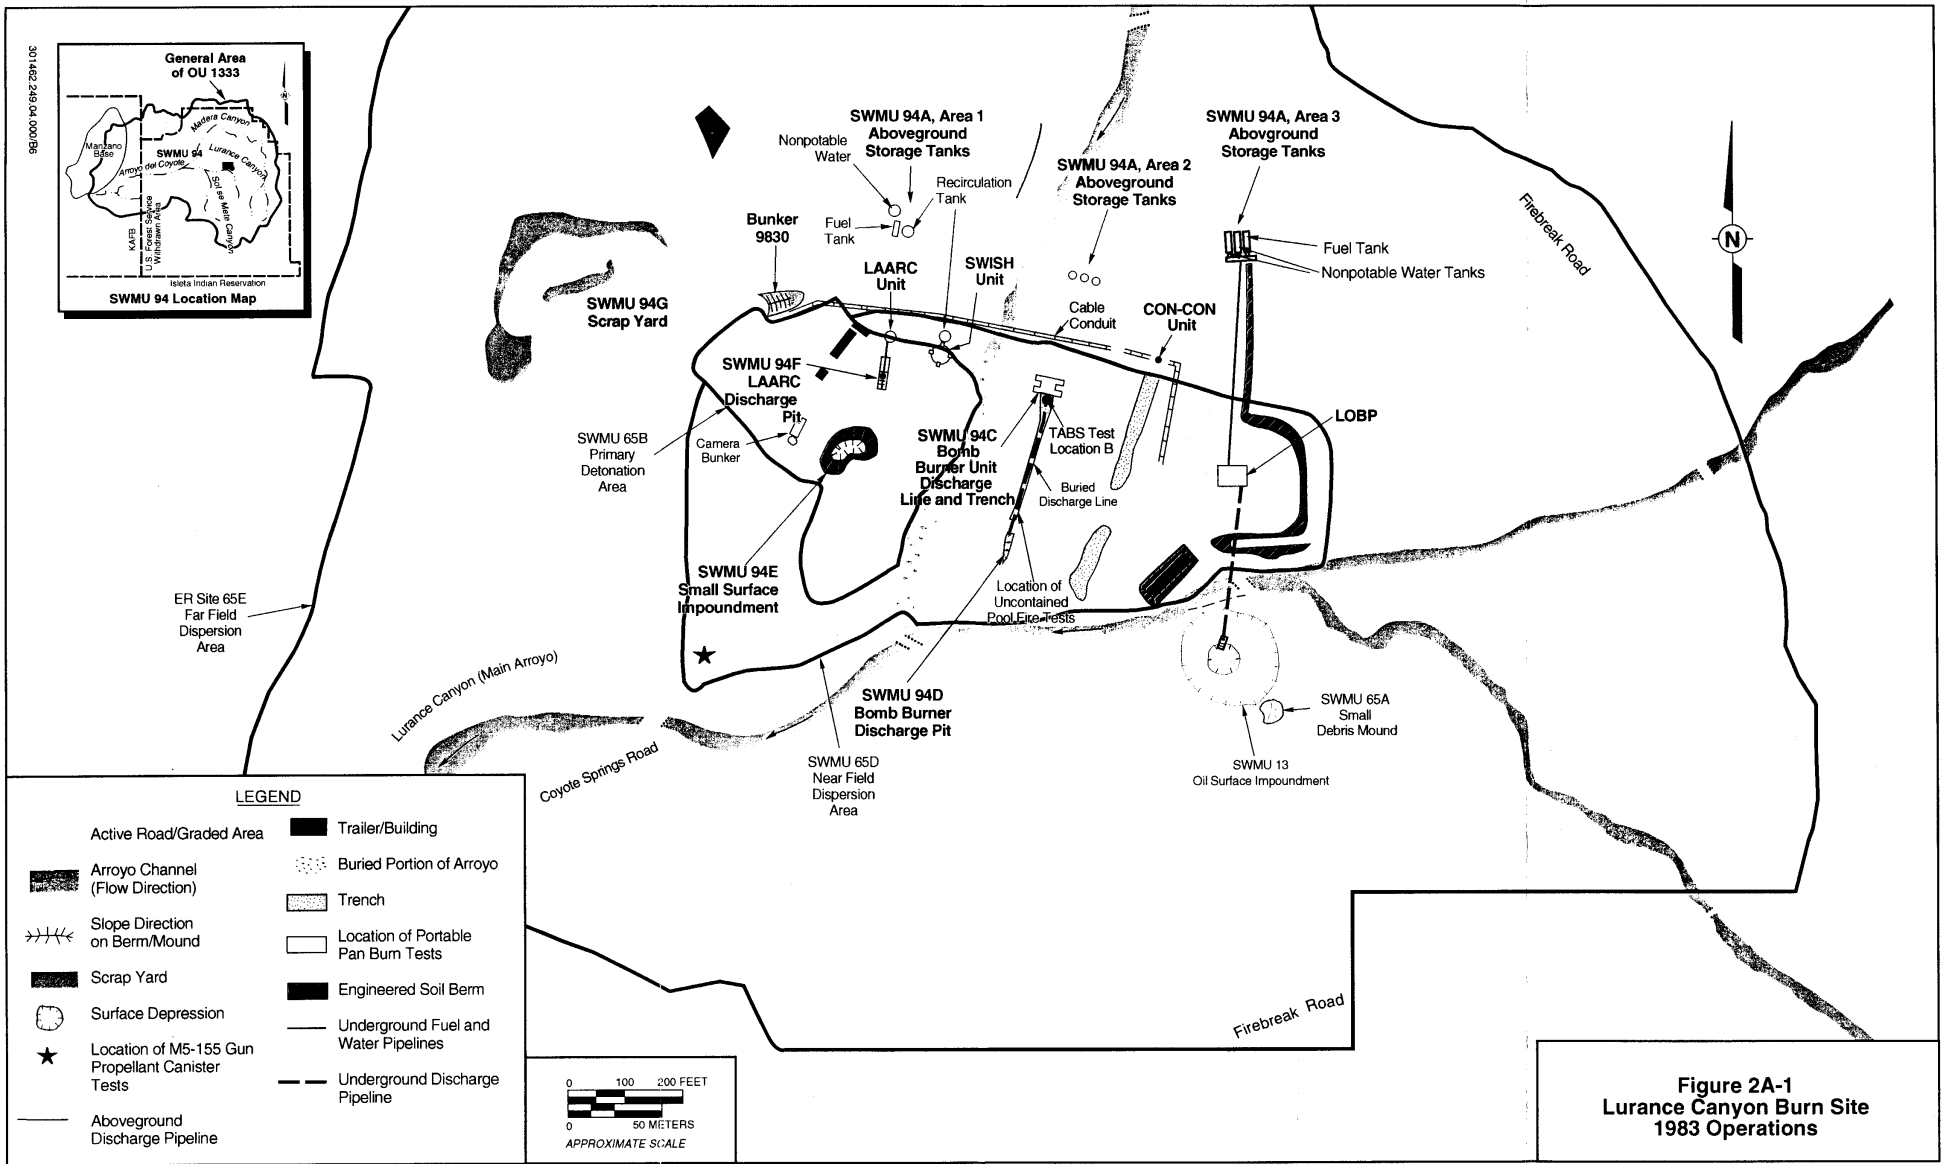 301462.249.04.000/B6
General Area
of OU 1333
N
Madera Canyon
Manzano
Base
SWMU 94
Lurance Canyon
Arroyo del Coyote
Sol se Mete Canyon
KAFB
U.S. Forest Service
Withdrawn Area
Isleta Indian Reservation
SWMU 94 Location Map
SWMU 94A, Area 1
Aboveground
Storage Tanks
Nonpotable
Water
Recirculation
Tank
Fuel
Tank
SWMU 94A, Area 2
Aboveground
Storage Tanks
SWMU 94A, Area 3
Abovground
Storage Tanks
Fuel Tank
Nonpotable Water Tanks
Firebreak Road
N
Bunker
9830
LAARC
Unit
SWISH
Unit
Cable
Conduit
CON-CON
Unit
SWMU 94G
Scrap Yard
SWMU 94F
LAARC
Discharge
Pit
SWMU 65B
Primary
Detonation
Area
Camera
Bunker
SWMU 94C
Bomb
Burner Unit
Discharge
Line and Trench
TABS Test
Location B
Buried
Discharge Line
LOBP
SWMU 94E
Small Surface
Impoundment
Location of
Uncontained
Pool Fire Tests
ER Site 65E
Far Field
Dispersion
Area
Lurance Canyon (Main Arroyo)
Coyote Springs Road
SWMU 94D
Bomb Burner
Discharge Pit
SWMU 65D
Near Field
Dispersion
Area
SWMU 65A
Small
Debris Mound
SWMU 13
Oil Surface Impoundment
Firebreak Road
LEGEND
Active Road/Graded Area
Arroyo Channel
(Flow Direction)
Slope Direction
on Berm/Mound
Scrap Yard
Surface Depression
Location of M5-155 Gun
Propellant Canister
Tests
Aboveground
Discharge Pipeline
Trailer/Building
Buried Portion of Arroyo
Trench
Location of Portable
Pan Burn Tests
Engineered Soil Berm
Underground Fuel and
Water Pipelines
Underground Discharge
Pipeline
0 100 200 FEET
0 50 METERS
APPROXIMATE SCALE
Figure 2A-1
Lurance Canyon Burn Site
1983 Operations